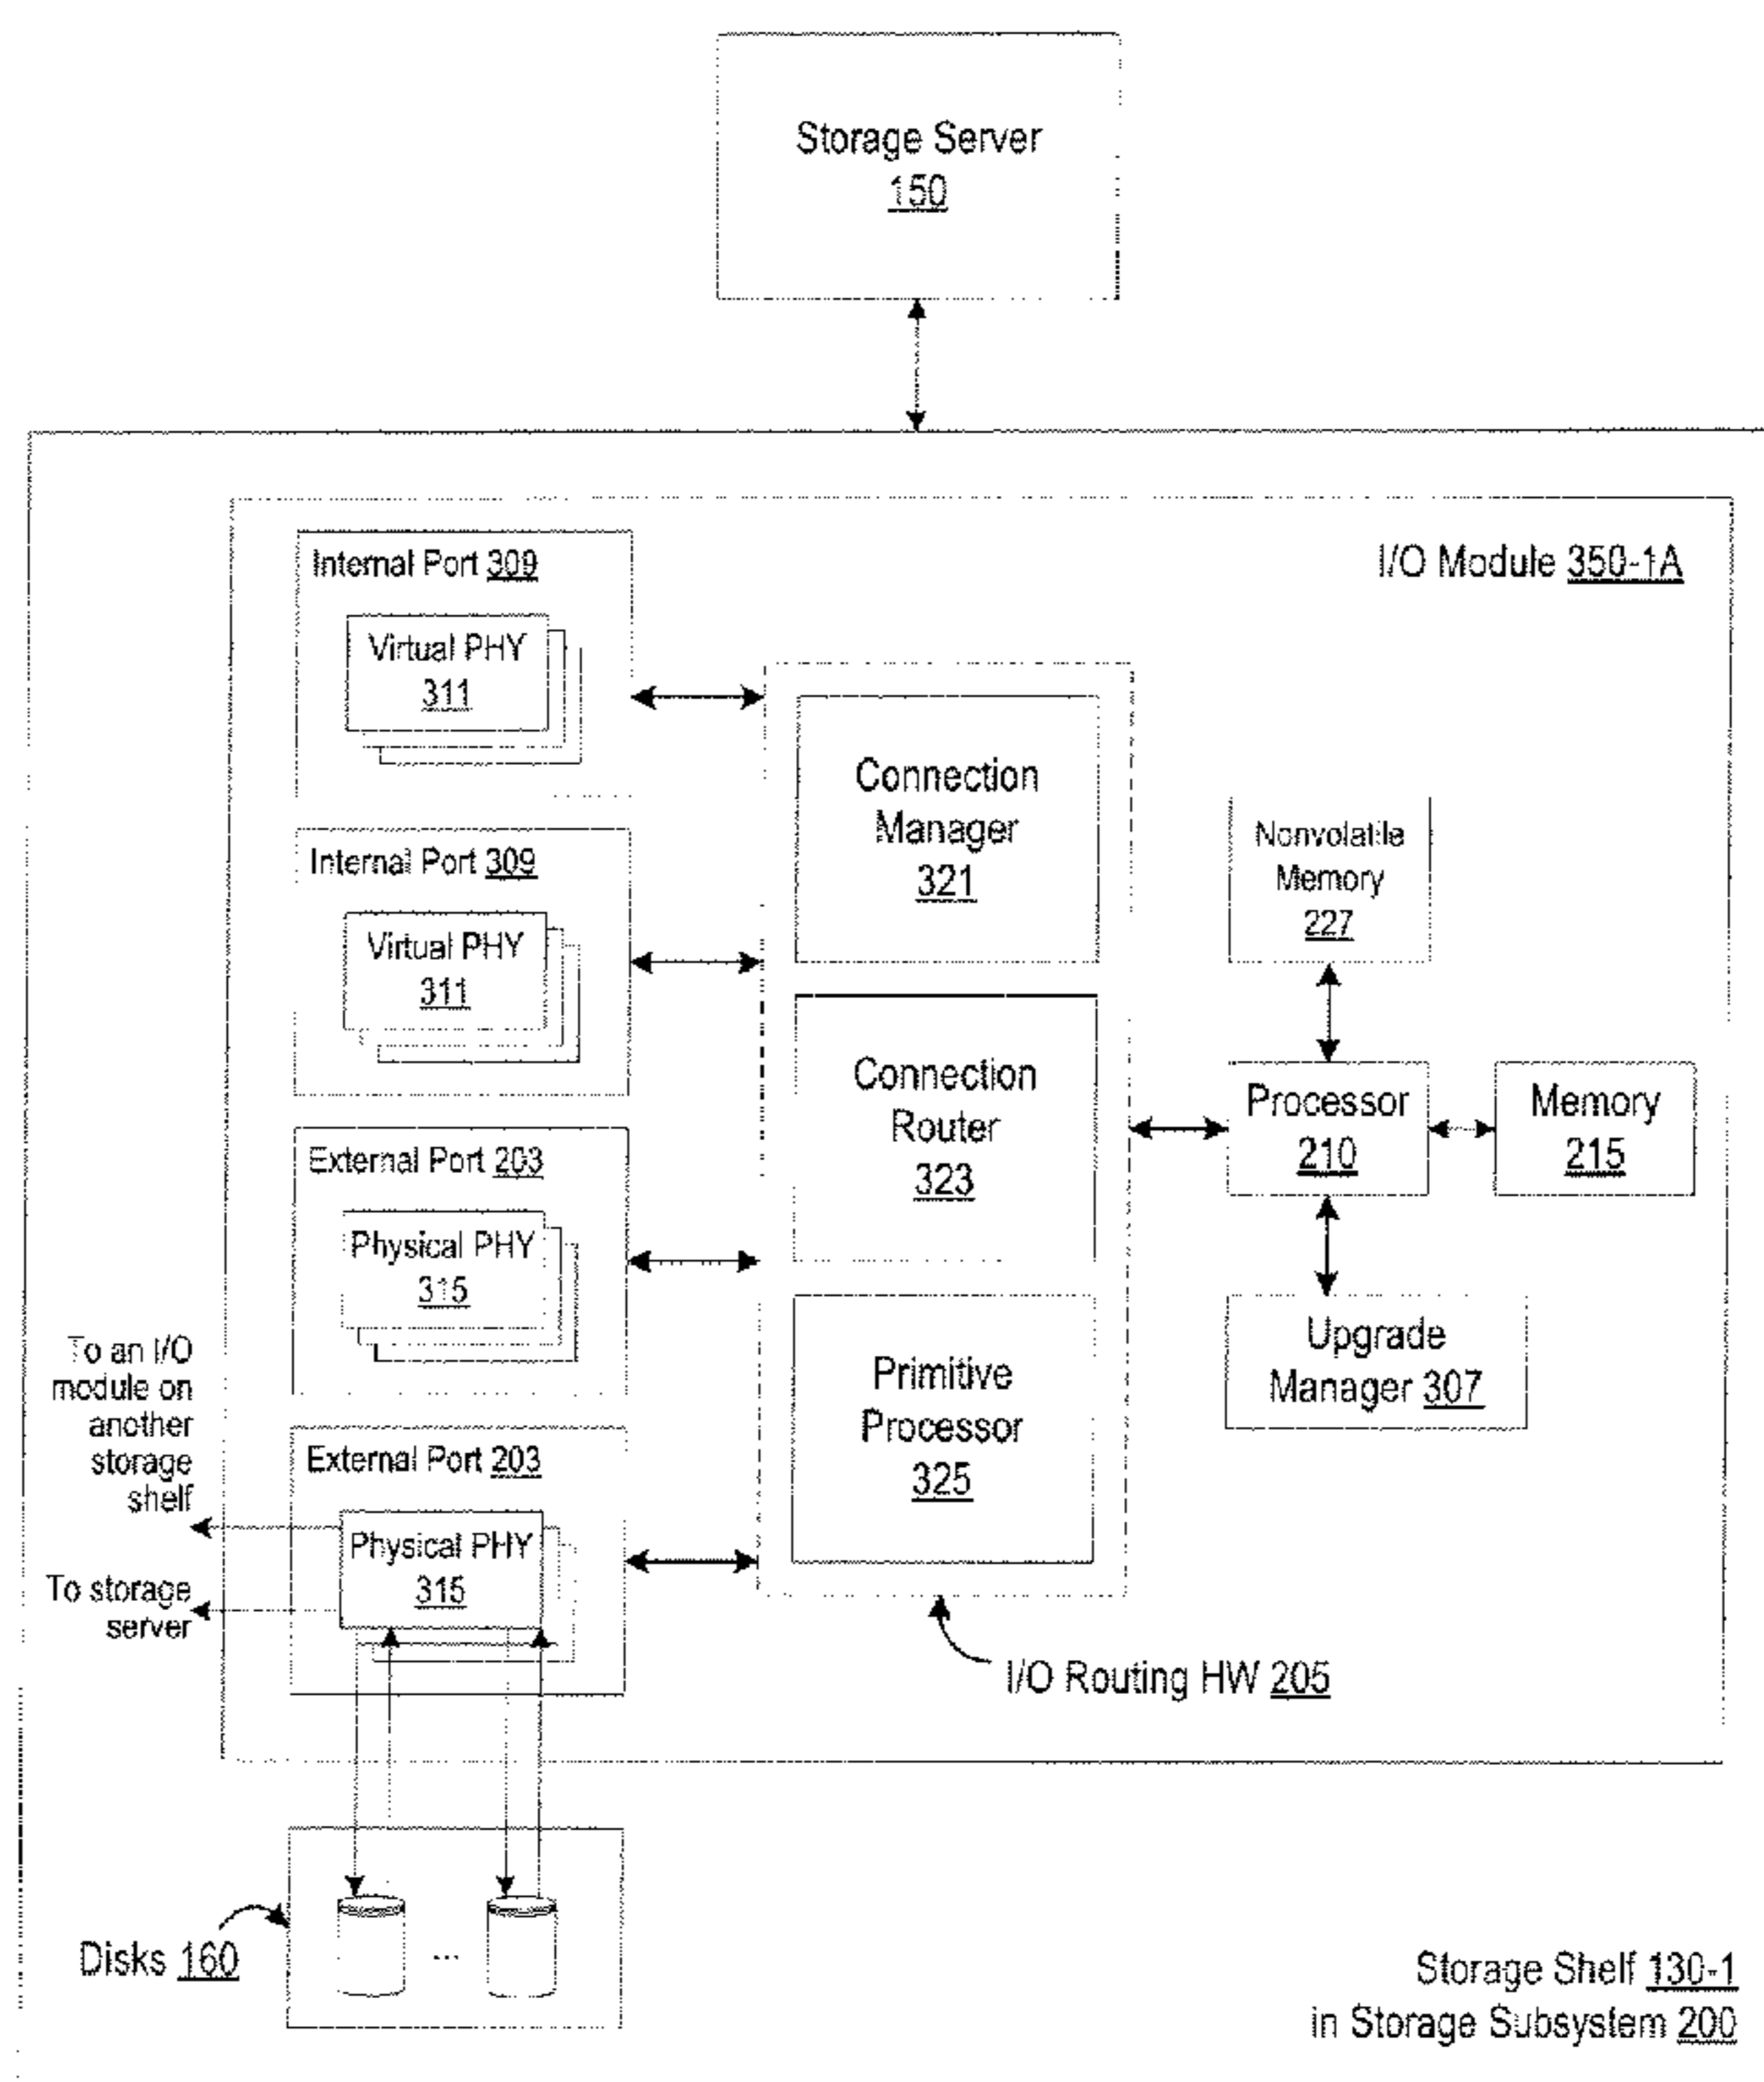 Storage Server
150
I/O Module 350-1A
Internal Port 309
Virtual PHY
311
Internal Port 309
Virtual PHY
311
External Port 203
Physical PHY
315
External Port 203
Physical PHY
315
To an I/O
module on
another
storage
shelf
To storage
server
Connection
Manager
321
Connection
Router
323
Primitive
Processor
325
I/O Routing HW 205
Nonvolatile
Memory
227
Processor
210
Memory
215
Upgrade
Manager 307
Disks 160
...
Storage Shelf 130-1
in Storage Subsystem 200